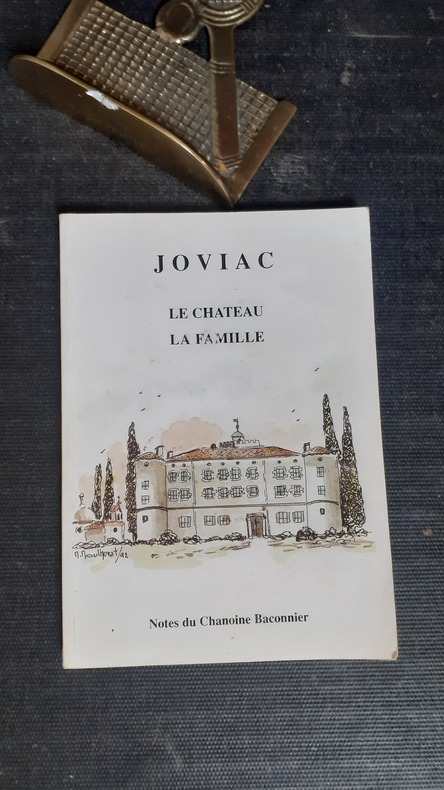 JOVIAC
LE CHATEAU
LA FAMILLE
Notes du Chanoine Baconnier